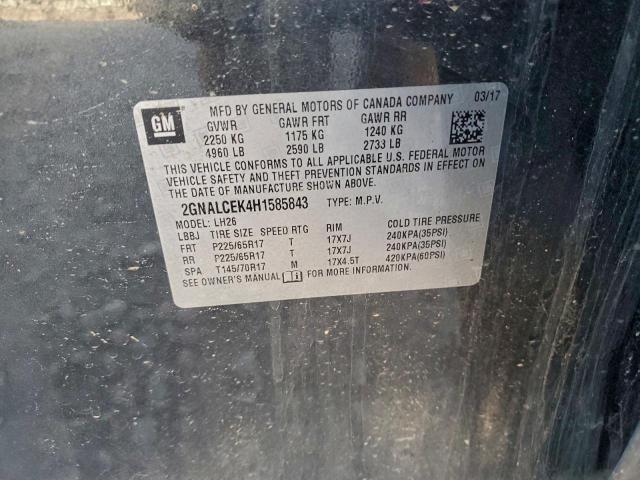 MFD BY GENERAL MOTORS OF CANADA COMPANY 03/17
GM
GVWR GAWR FRT GAWR RR
2250 KG 1175 KG 1240 KG
4960 LB 2590 LB 2733 LB
THIS VEHICLE CONFORMS TO ALL APPLICABLE U.S. FEDERAL MOTOR
VEHICLE SAFETY AND THEFT PREVENTION STANDARDS IN EFFECT ON
THE DATE OF MANUFACTURE SHOWN ABOVE.
2GNALCEK4H1585843 TYPE: M.P.V.
MODEL: LH26
LBBJ TIRE SIZE SPEED RTG RIM COLD TIRE PRESSURE
FRT P225/65R17 T 17X7J 240KPA(35PSI)
RR P225/65R17 T 17X7J 240KPA(35PSI)
SPA T145/70R17 M 17X4.5T 420KPA(60PSI)
SEE OWNER'S MANUAL FOR MORE INFORMATION.